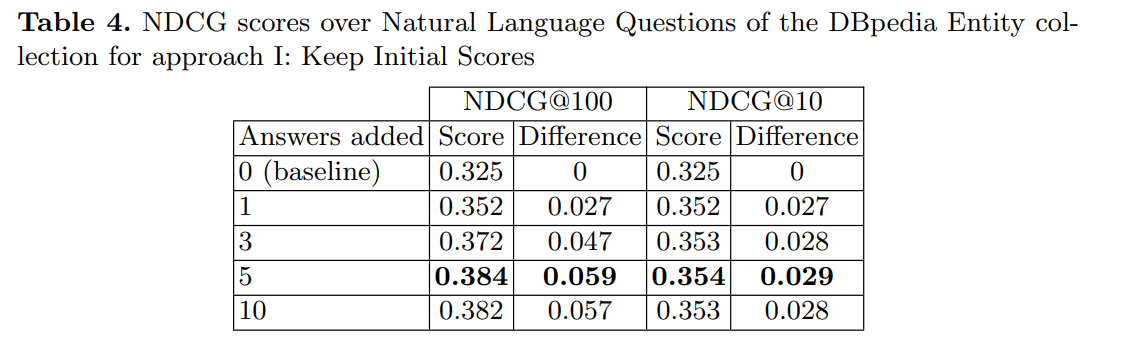 Table 4. NDCG scores over Natural Language Questions of the DBpedia Entity col-
lection for approach I: Keep Initial Scores
NDCG@100 NDCG@10
Answers added Score Difference Score Difference
0 (baseline) 0.325 0 0.325 0
1 0.352 0.027 0.352 0.027
3 0.372 0.047 0.353 0.028
5 0.384 0.059 0.354 0.029
10 0.382 0.057 0.353 0.028